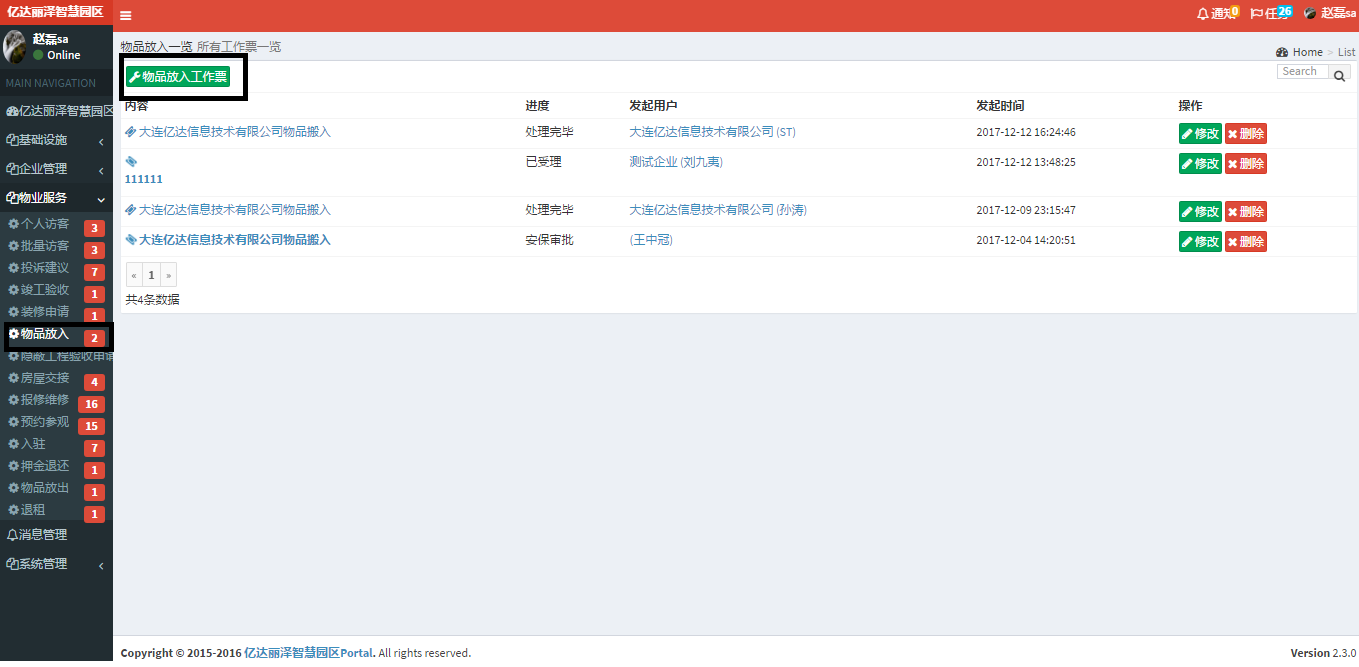 亿达丽泽智慧园区
通知 0 任务 26 赵磊sa
赵磊sa
Online
MAIN NAVIGATION
亿达丽泽智慧园区
基础设施
企业管理
物业服务
个人访客 3
批量访客 3
投诉建议 7
竣工验收 1
装修申请 1
物品放入 2
隐蔽工程验收申请
房屋交接 4
报修维修 16
预约参观 15
入驻 7
押金退还 1
物品放出 1
退租 1
消息管理
系统管理
物品放入一览 所有工作票一览
Home > List
物品放入工作票
Search
内容 进度 发起用户 发起时间 操作
大连亿达信息技术有限公司物品搬入 处理完毕 大连亿达信息技术有限公司 (ST) 2017-12-12 16:24:46 修改 删除
111111 已受理 测试企业 (刘九夷) 2017-12-12 13:48:25 修改 删除
大连亿达信息技术有限公司物品搬入 处理完毕 大连亿达信息技术有限公司 (孙涛) 2017-12-09 23:15:47 修改 删除
大连亿达信息技术有限公司物品搬入 安保审批 (王中冠) 2017-12-04 14:20:51 修改 删除
« 1 »
共4条数据
Copyright © 2015-2016 亿达丽泽智慧园区Portal. All rights reserved.
Version 2.3.0